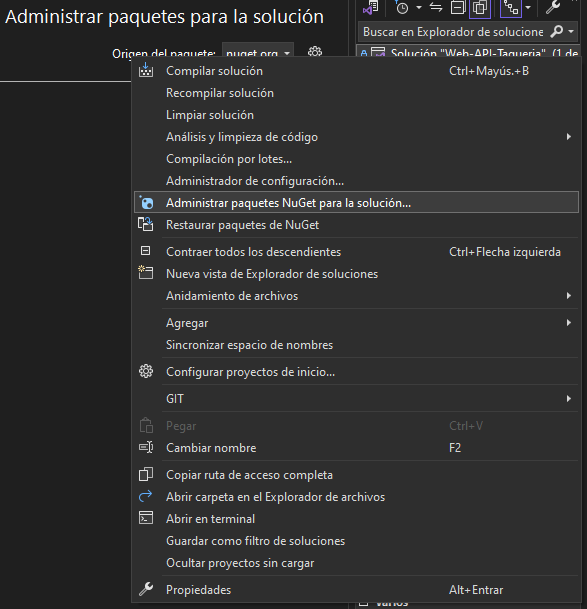 Administrar paquetes para la solución
Origen del paquete: nuget.org
Buscar en Explorador de solucione
Solución "Web-API-Taqueria" (1 de
Compilar solución Ctrl+Mayús.+B
Recompilar solución
Limpiar solución
Análisis y limpieza de código
Compilación por lotes...
Administrador de configuración...
Administrar paquetes NuGet para la solución...
Restaurar paquetes de NuGet
Contraer todos los descendientes Ctrl+Flecha izquierda
Nueva vista de Explorador de soluciones
Anidamiento de archivos
Agregar
Sincronizar espacio de nombres
Configurar proyectos de inicio...
GIT
Pegar Ctrl+V
Cambiar nombre F2
Copiar ruta de acceso completa
Abrir carpeta en el Explorador de archivos
Abrir en terminal
Guardar como filtro de soluciones
Ocultar proyectos sin cargar
Propiedades Alt+Entrar
Varios